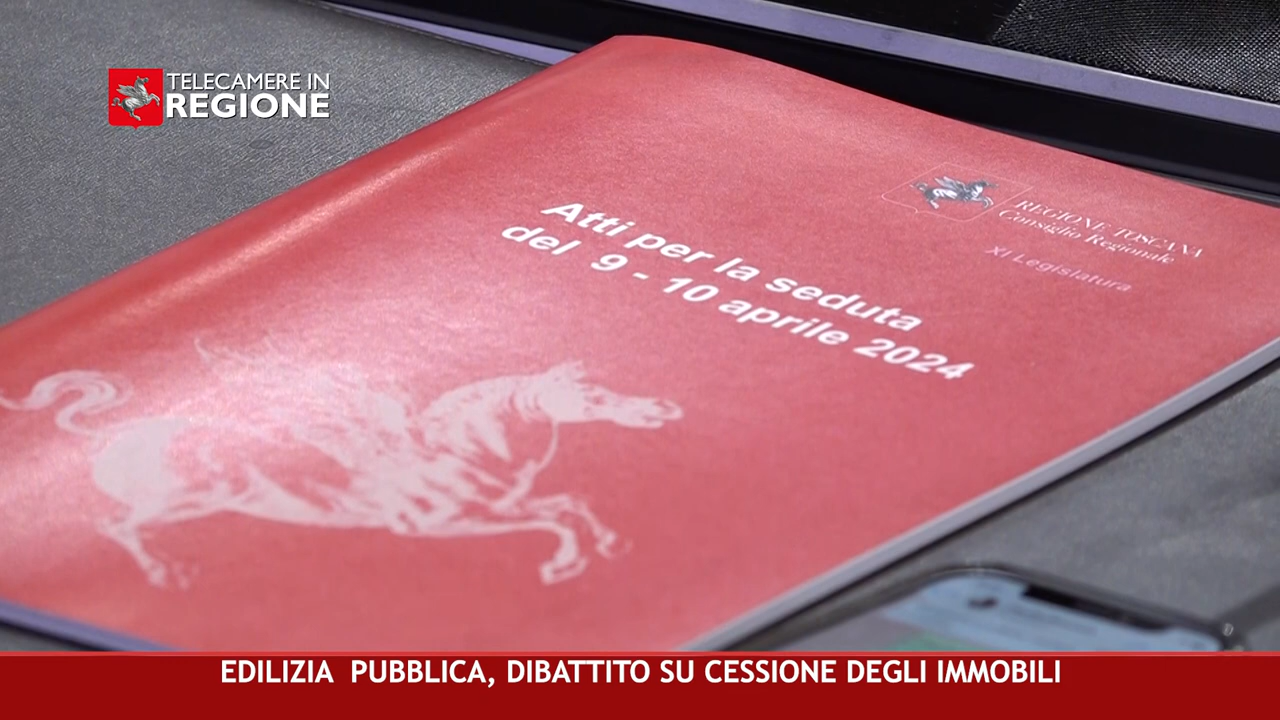 TELECAMERE IN
REGIONE
REGIONE TOSCANA
Consiglio Regionale
XI Legislatura
Atti per la seduta
del 9 - 10 aprile 2024
EDILIZIA PUBBLICA, DIBATTITO SU CESSIONE DEGLI IMMOBILI